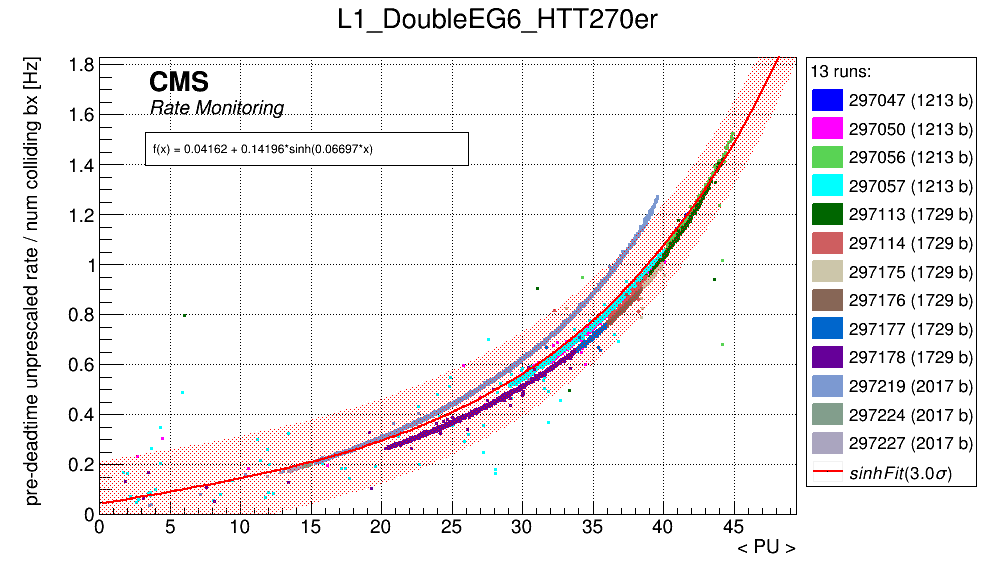 L1_DoubleEG6_HTT270er
pre-deadtime unprescaled rate / num colliding bx [Hz]
CMS
Rate Monitoring
f(x) = 0.04162 + 0.14196*sinh(0.06697*x)
1.8
1.6
1.4
1.2
1
0.8
0.6
0.4
0.2
0
0 5 10 15 20 25 30 35 40 45
< PU >
13 runs:
297047 (1213 b)
297050 (1213 b)
297056 (1213 b)
297057 (1213 b)
297113 (1729 b)
297114 (1729 b)
297175 (1729 b)
297176 (1729 b)
297177 (1729 b)
297178 (1729 b)
297219 (2017 b)
297224 (2017 b)
297227 (2017 b)
sinhFit(3.0σ)